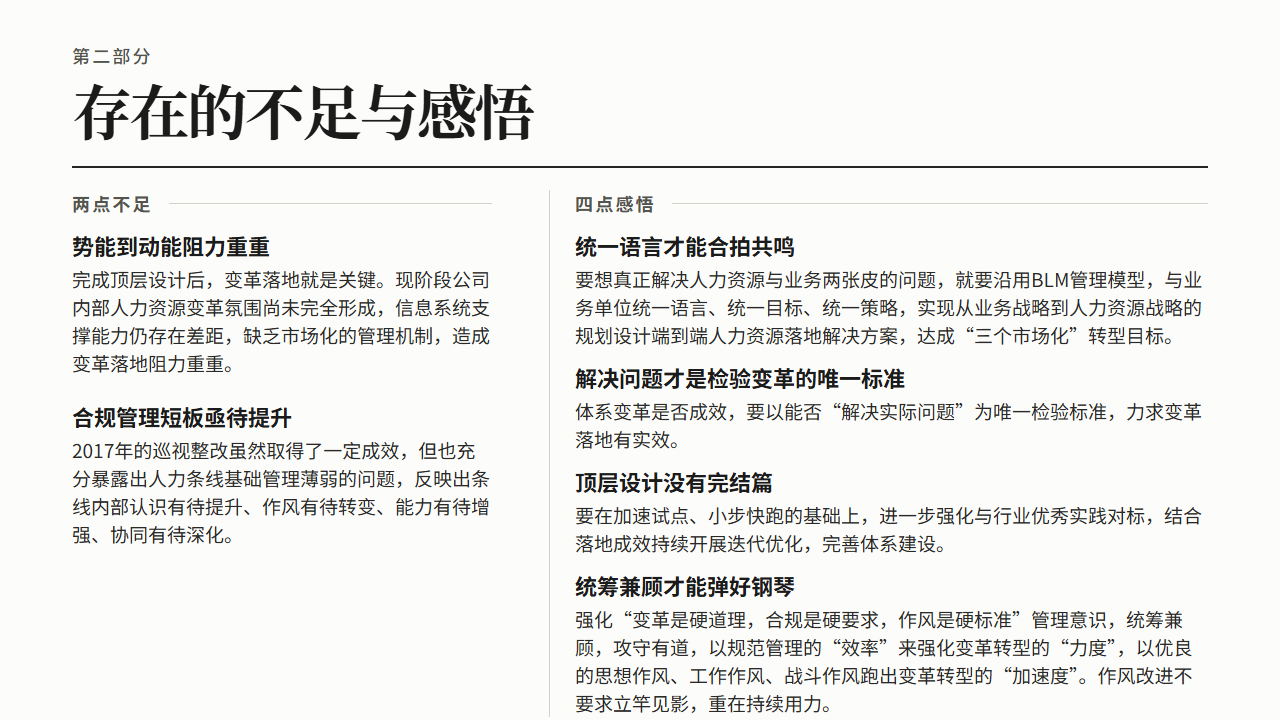 第二部分
存在的不足与感悟
两点不足
势能到动能阻力重重
完成顶层设计后，变革落地就是关键。现阶段公司
内部人力资源变革氛围尚未完全形成，信息系统支
撑能力仍存在差距，缺乏市场化的管理机制，造成
变革落地阻力重重。
合规管理短板亟待提升
2017年的巡视整改虽然取得了一定成效，但也充
分暴露出人力条线基础管理薄弱的问题，反映出条
线内部认识有待提升、作风有待转变、能力有待增
强、协同有待深化。
四点感悟
统一语言才能合拍共鸣
要想真正解决人力资源与业务两张皮的问题，就要沿用BLM管理模型，与业
务单位统一语言、统一目标、统一策略，实现从业务战略到人力资源战略的
规划设计端到端人力资源落地解决方案，达成“三个市场化”转型目标。
解决问题才是检验变革的唯一标准
体系变革是否成效，要以能否“解决实际问题”为唯一检验标准，力求变革
落地有实效。
顶层设计没有完结篇
要在加速试点、小步快跑的基础上，进一步强化与行业优秀实践对标，结合
落地成效持续开展迭代优化，完善体系建设。
统筹兼顾才能弹好钢琴
强化“变革是硬道理，合规是硬要求，作风是硬标准”管理意识，统筹兼
顾，攻守有道，以规范管理的“效率”来强化变革转型的“力度”，以优良
的思想作风、工作作风、战斗作风跑出变革转型的“加速度”。作风改进不
要求立竿见影，重在持续用力。